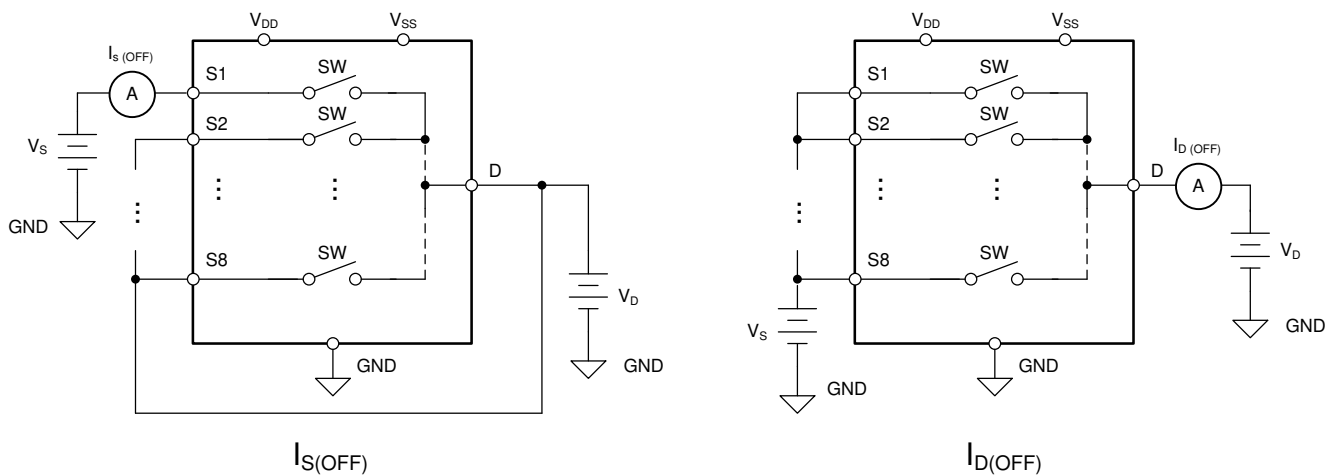 V_DD V_SS
I_s (OFF)
A
S1 SW
S2 SW
V_S
D
GND
S8 SW
V_D
GND
GND
I_S(OFF)
V_DD V_SS
S1 SW
S2 SW
I_D (OFF)
D
A
S8 SW
V_D
V_S
GND
GND
GND
I_D(OFF)